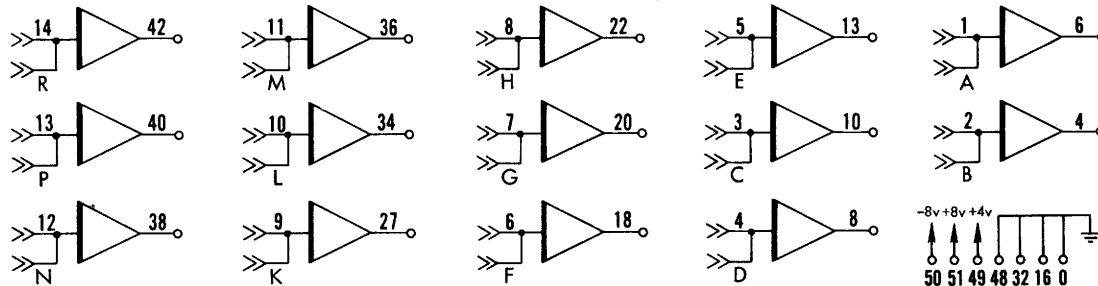 14 42 11 36 8 22 5 13 1 6
R M H E A
13 40 10 34 7 20 3 10 2 4
P L G C B
12 38 9 27 6 18 4 8 -8v +8v +4v
N K F D
50 51 49 48 32 16 0